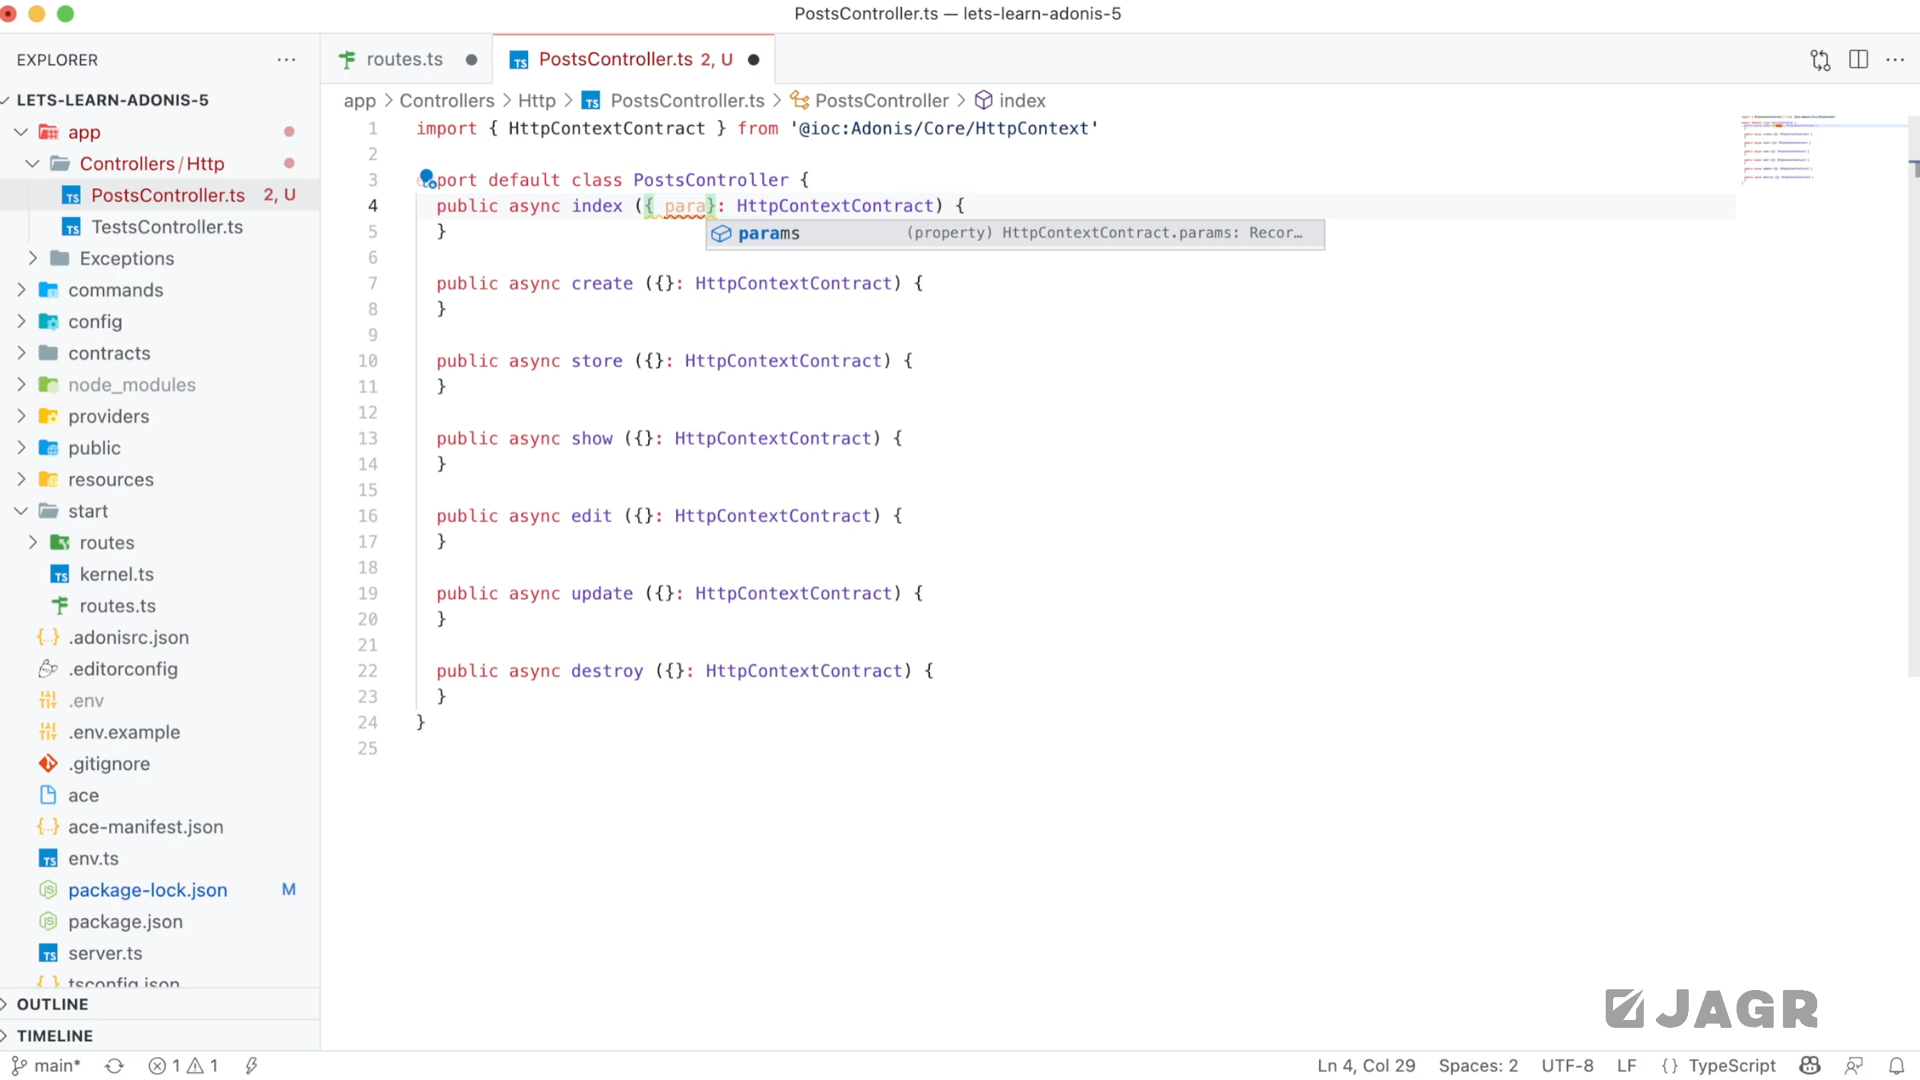 PostsController.ts — lets-learn-adonis-5
EXPLORER
LETS-LEARN-ADONIS-5
app
Controllers/Http
PostsController.ts 2, U
TestsController.ts
Exceptions
commands
config
contracts
node_modules
providers
public
resources
start
routes
kernel.ts
routes.ts
.adonisrc.json
.editorconfig
.env
.env.example
.gitignore
ace
ace-manifest.json
env.ts
package-lock.json M
package.json
server.ts
tsconfig.json
OUTLINE
TIMELINE
routes.ts
PostsController.ts 2, U
app > Controllers > Http > PostsController.ts > PostsController > index
1 import { HttpContextContract } from '@ioc:Adonis/Core/HttpContext'
2
3 port default class PostsController {
4 public async index ({ para}: HttpContextContract) {
params (property) HttpContextContract.params: Recor…
5 }
6
7 public async create ({}: HttpContextContract) {
8 }
9
10 public async store ({}: HttpContextContract) {
11 }
12
13 public async show ({}: HttpContextContract) {
14 }
15
16 public async edit ({}: HttpContextContract) {
17 }
18
19 public async update ({}: HttpContextContract) {
20 }
21
22 public async destroy ({}: HttpContextContract) {
23 }
24 }
25
JAGR
main* 1 1 Ln 4, Col 29 Spaces: 2 UTF-8 LF {} TypeScript